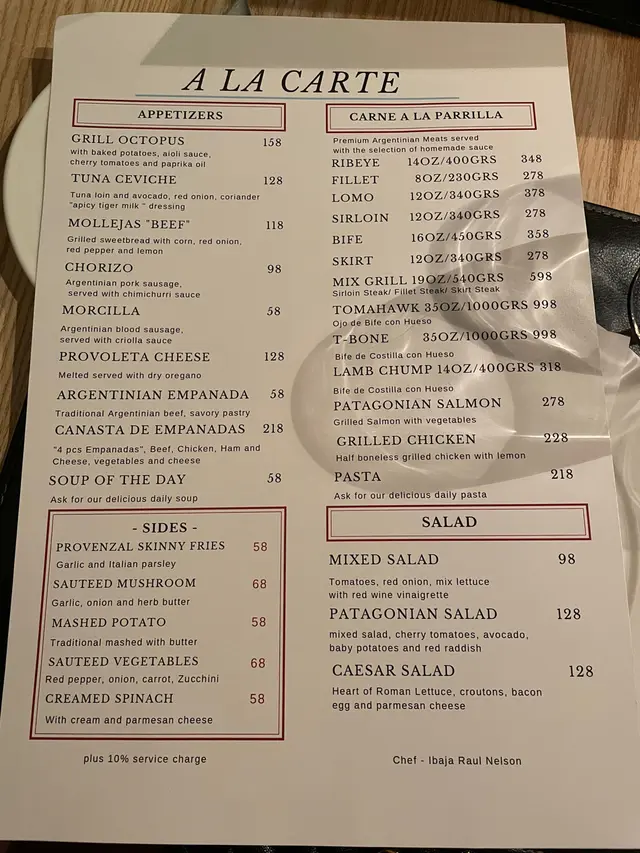 A LA CARTE
APPETIZERS
GRILL OCTOPUS 158
with baked potatoes, aioli sauce,
cherry tomatoes and paprika oil
TUNA CEVICHE 128
Tuna loin and avocado, red onion, coriander
"apicy tiger milk " dressing
MOLLEJAS "BEEF" 118
Grilled sweetbread with corn, red onion,
red pepper and lemon
CHORIZO 98
Argentinian pork sausage,
served with chimichurri sauce
MORCILLA 58
Argentinian blood sausage,
served with criolla sauce
PROVOLETA CHEESE 128
Melted served with dry oregano
ARGENTINIAN EMPANADA 58
Traditional Argentinian beef, savory pastry
CANASTA DE EMPANADAS 218
"4 pcs Empanadas", Beef, Chicken, Ham and
Cheese, vegetables and cheese
SOUP OF THE DAY 58
Ask for our delicious daily soup
- SIDES -
PROVENZAL SKINNY FRIES 58
Garlic and Italian parsley
SAUTEED MUSHROOM 68
Garlic, onion and herb butter
MASHED POTATO 58
Traditional mashed with butter
SAUTEED VEGETABLES 68
Red pepper, onion, carrot, Zucchini
CREAMED SPINACH 58
With cream and parmesan cheese
plus 10% service charge
CARNE A LA PARRILLA
Premium Argentinian Meats served
with the selection of homemade sauce
RIBEYE 14OZ/400GRS 348
FILLET 8OZ/230GRS 278
LOMO 12OZ/340GRS 378
SIRLOIN 12OZ/340GRS 278
BIFE 16OZ/450GRS 358
SKIRT 12OZ/340GRS 278
MIX GRILL 19OZ/540GRS 598
Sirloin Steak/ Fillet Steak/ Skirt Steak
TOMAHAWK 35OZ/1000GRS 998
Ojo de Bife con Hueso
T-BONE 35OZ/1000GRS 998
Bife de Costilla con Hueso
LAMB CHUMP 14OZ/400GRS 318
Bife de Costilla con Hueso
PATAGONIAN SALMON 278
Grilled Salmon with vegetables
GRILLED CHICKEN 228
Half boneless grilled chicken with lemon
PASTA 218
Ask for our delicious daily pasta
SALAD
MIXED SALAD 98
Tomatoes, red onion, mix lettuce
with red wine vinaigrette
PATAGONIAN SALAD 128
mixed salad, cherry tomatoes, avocado,
baby potatoes and red raddish
CAESAR SALAD 128
Heart of Roman Lettuce, croutons, bacon
egg and parmesan cheese
Chef - Ibaja Raul Nelson